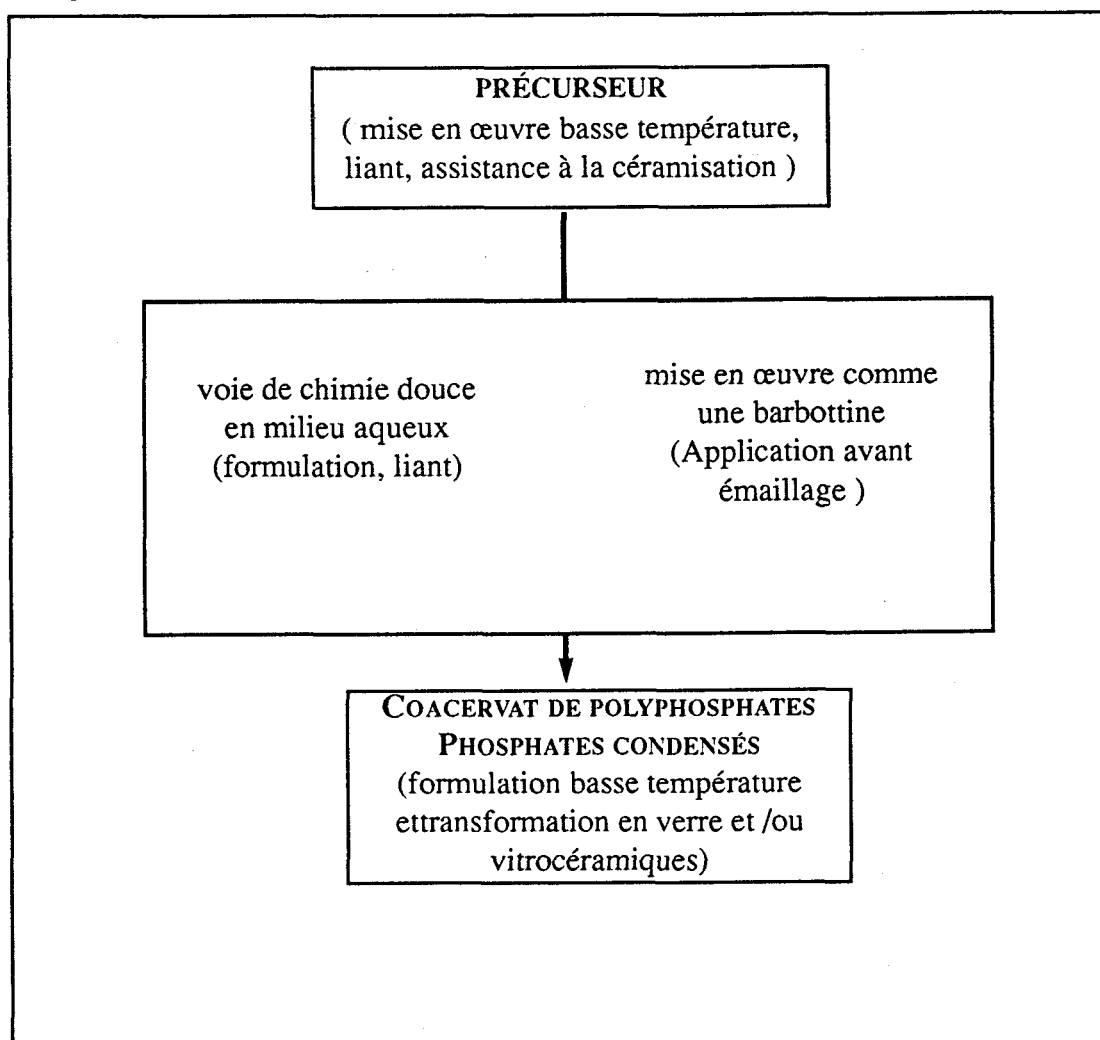 PRÉCURSEUR
( mise en œuvre basse température,
liant, assistance à la céramisation )
voie de chimie douce
en milieu aqueux
(formulation, liant)
mise en œuvre comme
une barbottine
(Application avant
émaillage )
COACERVAT DE POLYPHOSPHATES
PHOSPHATES CONDENSÉS
(formulation basse température
ettransformation en verre et /ou
vitrocéramiques)